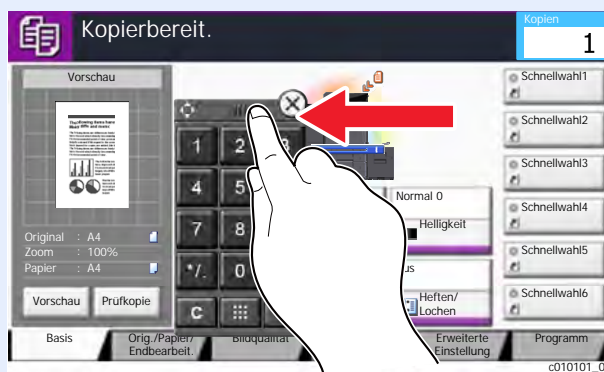 Kopierbereit.
Kopien
1
Vorschau
Original : A4
Zoom : 100%
Papier : A4
Vorschau
Prüfkopie
1
2
3
4
5
7
8
*/.
0
C
Normal 0
Helligkeit
us
Heften/
Lochen
Schnellwahl1
Schnellwahl2
Schnellwahl3
Schnellwahl4
Schnellwahl5
Schnellwahl6
Basis
Orig./Papier/
Endbearbeit.
Bildqualität
Erweiterte
Einstellung
Programm
c010101_0